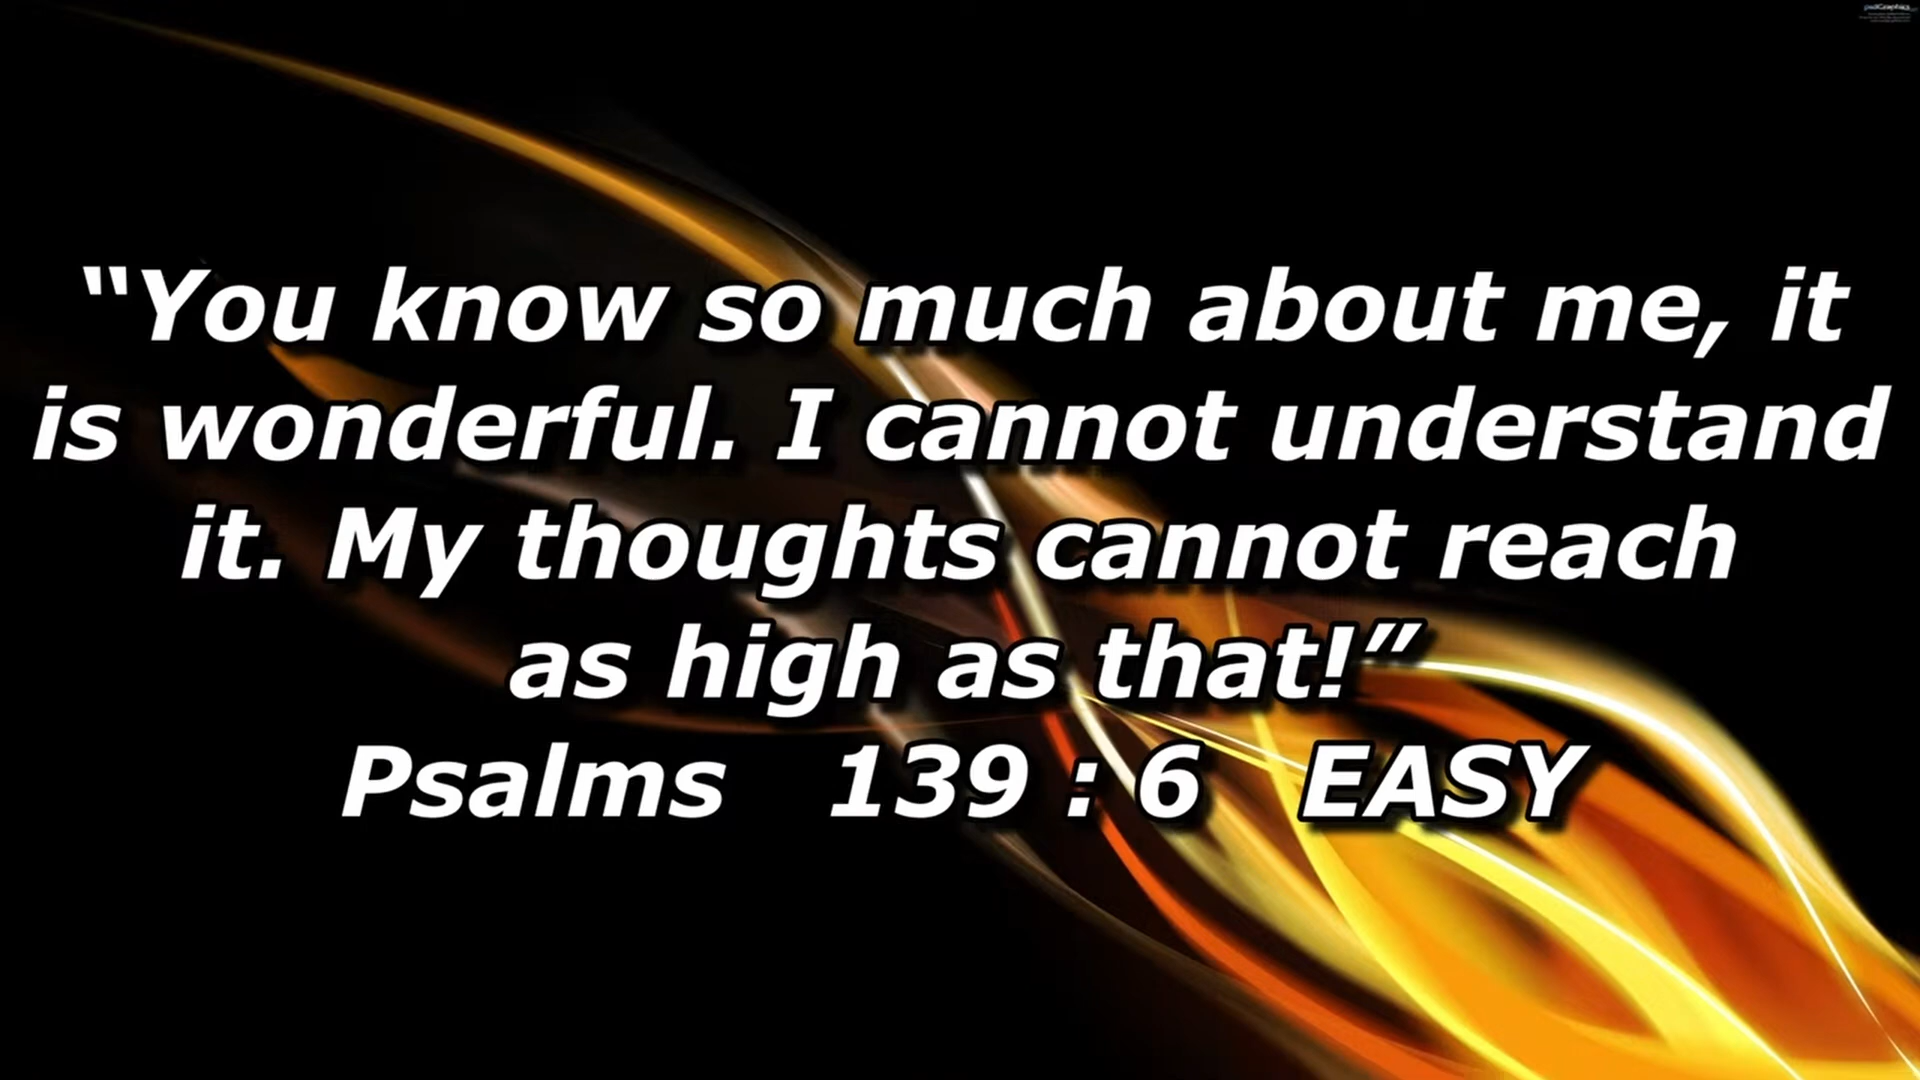 psdGraphics
“You know so much about me, it
is wonderful. I cannot understand
it. My thoughts cannot reach
as high as that!”
Psalms 139 : 6 EASY